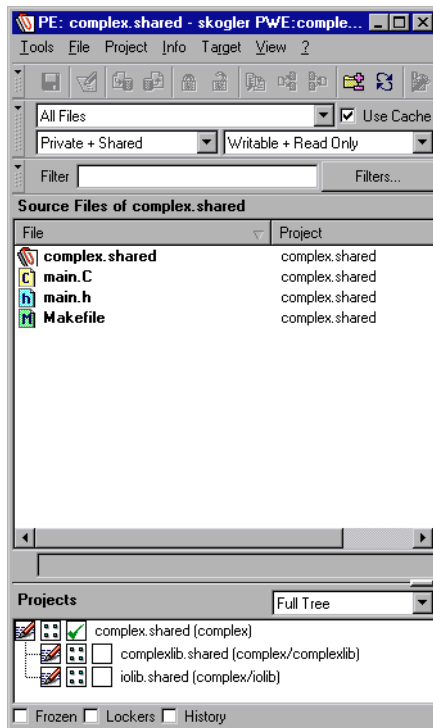 PE: complex.shared - skogler PWE:comple...
Tools File Project Info Target View ?
All Files Use Cache
Private + Shared Writable + Read Only
Filter Filters...
Source Files of complex.shared
File Project
complex.shared complex.shared
C main.C complex.shared
h main.h complex.shared
M Makefile complex.shared
Projects Full Tree
complex.shared (complex)
complexlib.shared (complex/complexlib)
iolib.shared (complex/iolib)
Frozen Lockers History